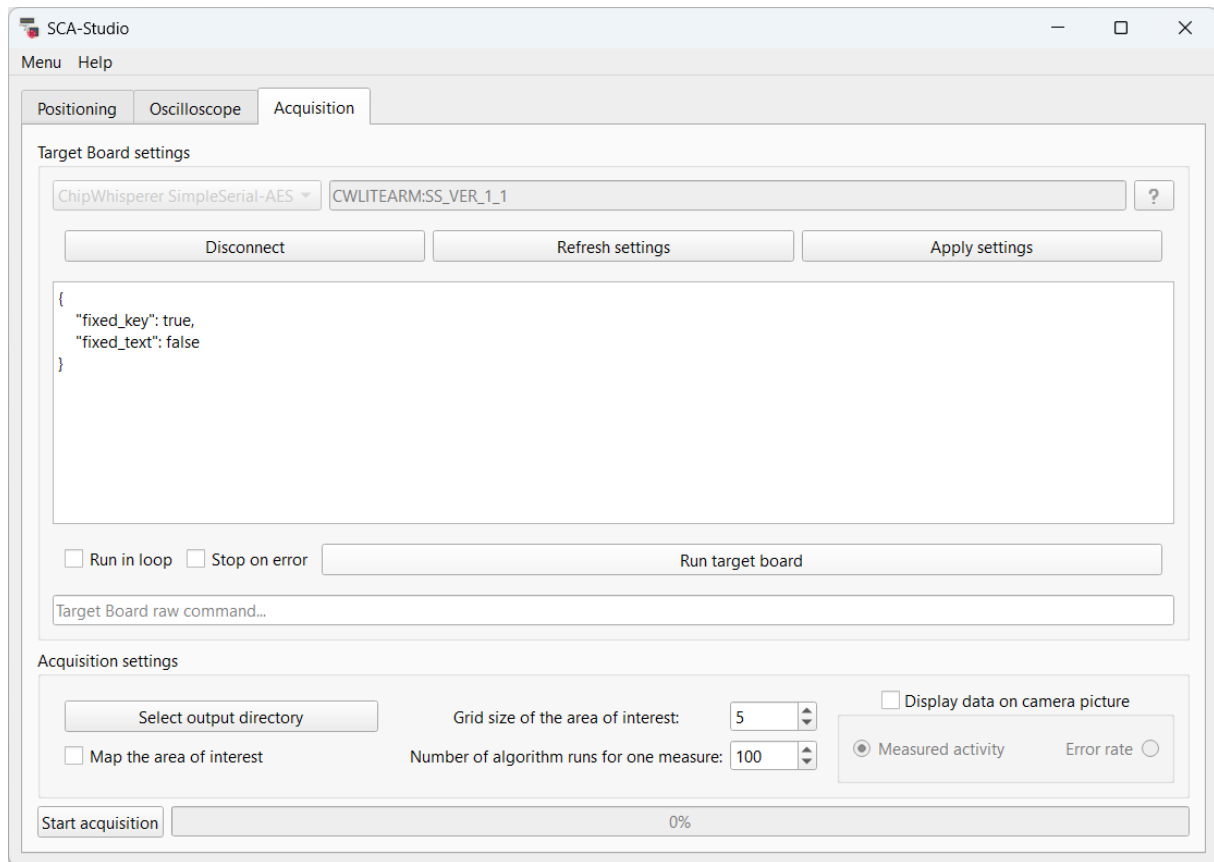 SCA-Studio
Menu Help
Positioning Oscilloscope Acquisition
Target Board settings
ChipWhisperer SimpleSerial-AES CWLITEARM:SS_VER_1_1 ?
Disconnect Refresh settings Apply settings
{
"fixed_key": true,
"fixed_text": false
}
Run in loop Stop on error Run target board
Target Board raw command...
Acquisition settings
Display data on camera picture
Select output directory Grid size of the area of interest: 5
Measured activity Error rate
Map the area of interest Number of algorithm runs for one measure: 100
Start acquisition 0%